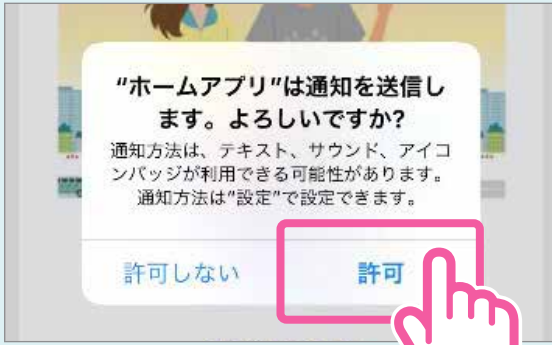 “ホームアプリ”は通知を送信し
ます。よろしいですか?
通知方法は、テキスト、サウンド、アイコ
ンバッジが利用できる可能性があります。
通知方法は“設定”で設定できます。
許可しない
許可